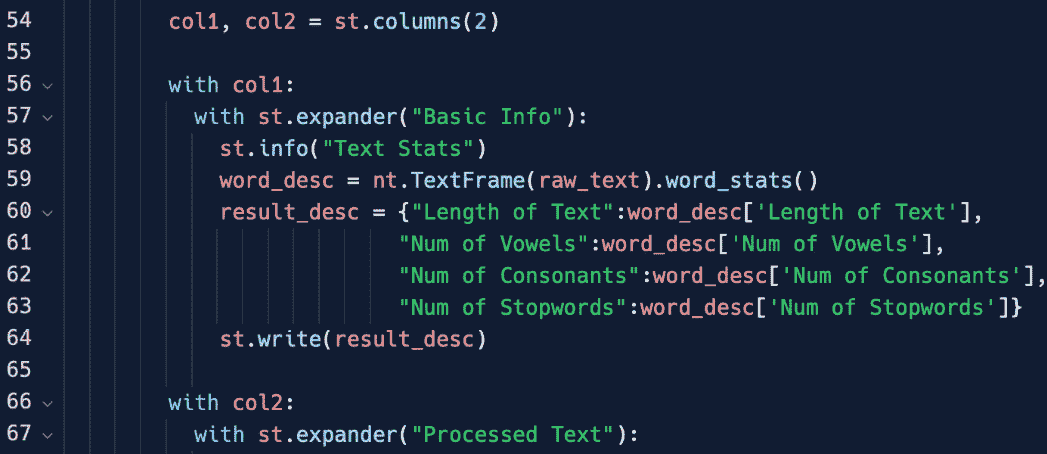 54 col1, col2 = st.columns(2)
55
56 with col1:
57 with st.expander("Basic Info"):
58 st.info("Text Stats")
59 word_desc = nt.TextFrame(raw_text).word_stats()
60 result_desc = {"Length of Text":word_desc['Length of Text'],
61 "Num of Vowels":word_desc['Num of Vowels'],
62 "Num of Consonants":word_desc['Num of Consonants'],
63 "Num of Stopwords":word_desc['Num of Stopwords']}
64 st.write(result_desc)
65
66 with col2:
67 with st.expander("Processed Text"):